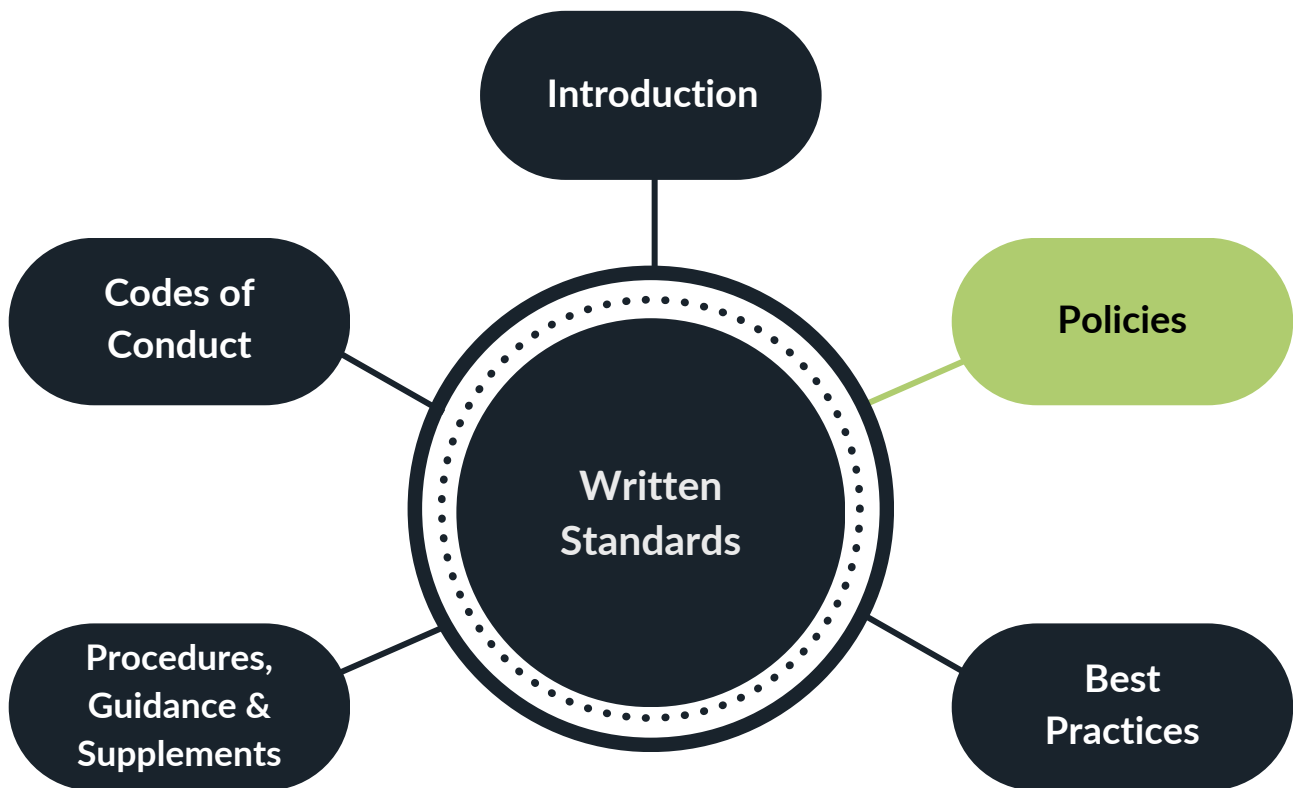 Introduction
Codes of
Conduct
Policies
Written
Standards
Procedures,
Guidance &
Supplements
Best
Practices